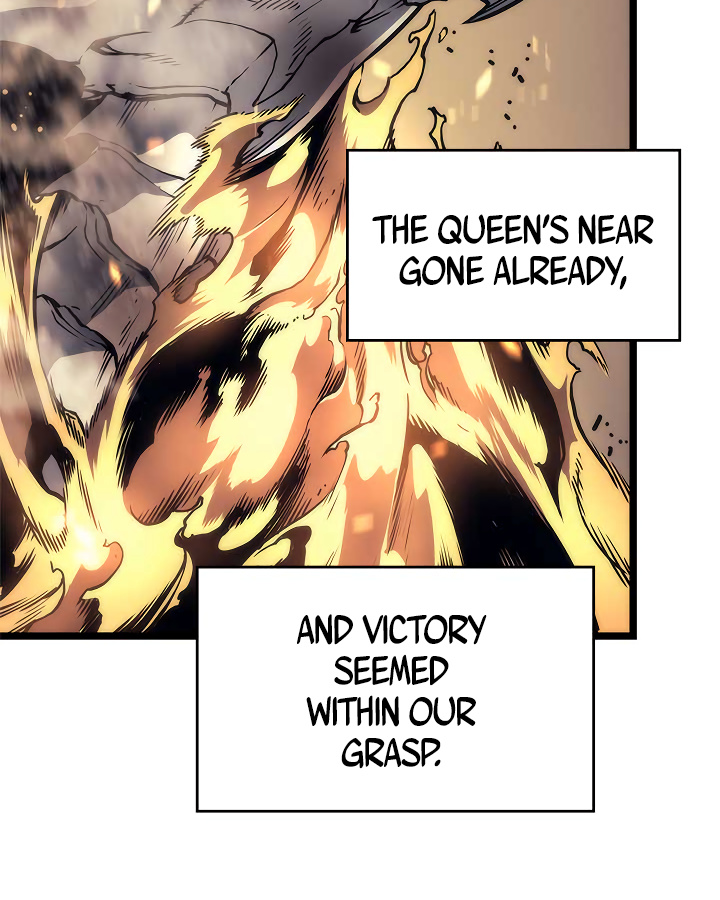 THE QUEEN'S NEAR
GONE ALREADY,
AND VICTORY
SEEMED
WITHIN OUR
GRASP.